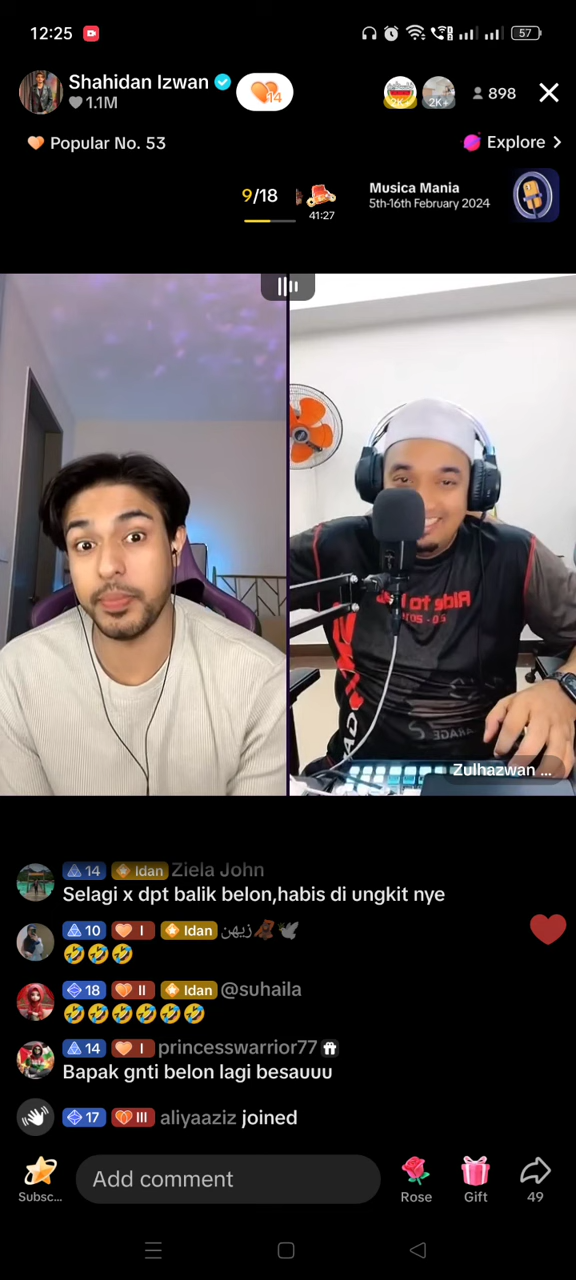 12:25
57
Shahidan Izwan
1.1M
14
2K+
2K+
898
Popular No. 53
Explore
9/18
41:27
Musica Mania
5th-16th February 2024
Zulhazwan ...
14 Idan Ziela John
Selagi x dpt balik belon,habis di ungkit nye
10 I Idan زيهن
🤣🤣🤣
18 II Idan @suhaila
🤣🤣🤣🤣🤣🤣
14 I princesswarrior77
Bapak gnti belon lagi besauuu
17 III aliyaaziz joined
Subsc...
Add comment
Rose
Gift
49